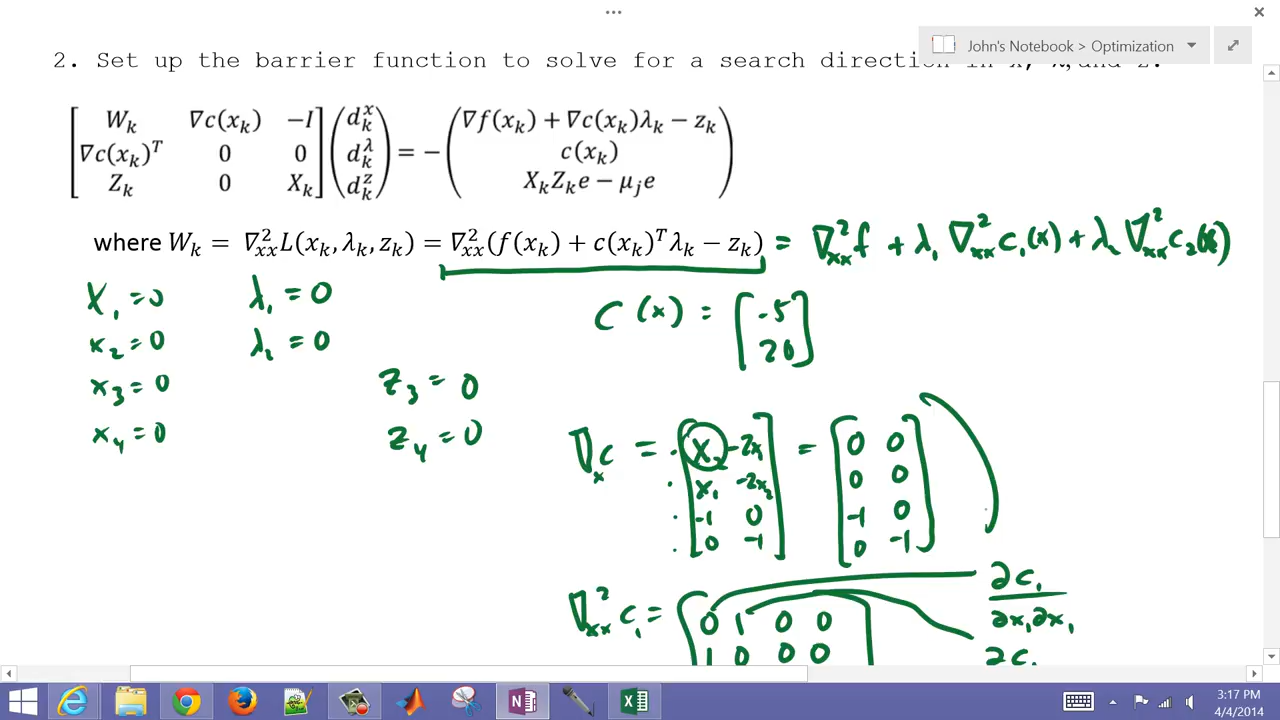 John's Notebook > Optimization
2. Set up the barrier function to solve for a search direction in x, λ, and z.
[W_k ∇c(x_k) -I] (d_k^x) = -(∇f(x_k) + ∇c(x_k)λ_k − z_k)
[∇c(x_k)^T 0 0] (d_k^λ) (c(x_k))
[Z_k 0 X_k] (d_k^z) (X_k Z_k e − μ_j e)
where W_k = ∇²_xx L(x_k, λ_k, z_k) = ∇²_xx (f(x_k) + c(x_k)^T λ_k − z_k) = ∇²_xx f + λ_1 ∇²_xx c_1(x) + λ_2 ∇²_xx c_2(x)
x_1 = 0 λ_1 = 0
x_2 = 0 λ_2 = 0
x_3 = 0 z_3 = 0
x_4 = 0 z_4 = 0
c(x) = [-5
20]
∇_x c = [x_2 -2x_1] = [0 0]
[x_1 -2x_2] [0 0]
[-1 0] [-1 0]
[0 -1] [0 -1]
∇²_xx c_1 = [0 1 0 0
1 0 0 0
∂c_1
∂x_1∂x_1
∂c_1
3:17 PM
4/4/2014